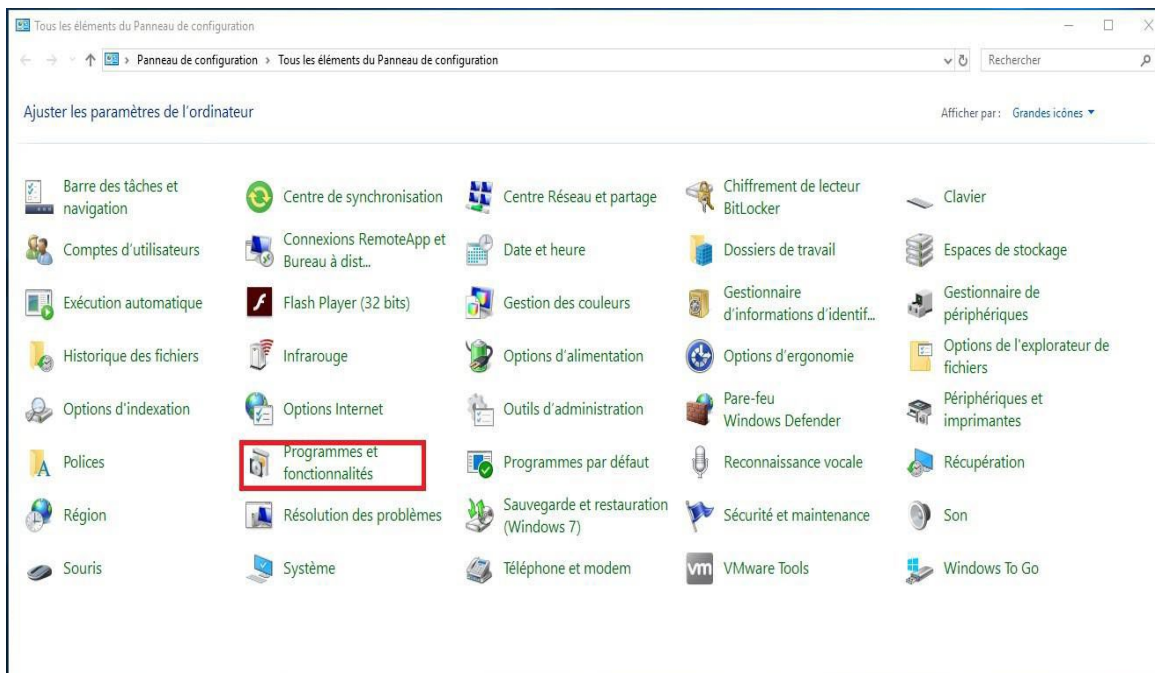 Tous les éléments du Panneau de configuration
Panneau de configuration > Tous les éléments du Panneau de configuration
Rechercher
Ajuster les paramètres de l'ordinateur
Afficher par : Grandes icônes
Barre des tâches et
navigation
Centre de synchronisation
Centre Réseau et partage
Chiffrement de lecteur
BitLocker
Clavier
Comptes d'utilisateurs
Connexions RemoteApp et
Bureau à dist...
Date et heure
Dossiers de travail
Espaces de stockage
Exécution automatique
Flash Player (32 bits)
Gestion des couleurs
Gestionnaire
d'informations d'identif...
Gestionnaire de
périphériques
Historique des fichiers
Infrarouge
Options d'alimentation
Options d'ergonomie
Options de l'explorateur de
fichiers
Options d'indexation
Options Internet
Outils d'administration
Pare-feu
Windows Defender
Périphériques et
imprimantes
Polices
Programmes et
fonctionnalités
Programmes par défaut
Reconnaissance vocale
Récupération
Région
Résolution des problèmes
Sauvegarde et restauration
(Windows 7)
Sécurité et maintenance
Son
Souris
Système
Téléphone et modem
vm
VMware Tools
Windows To Go